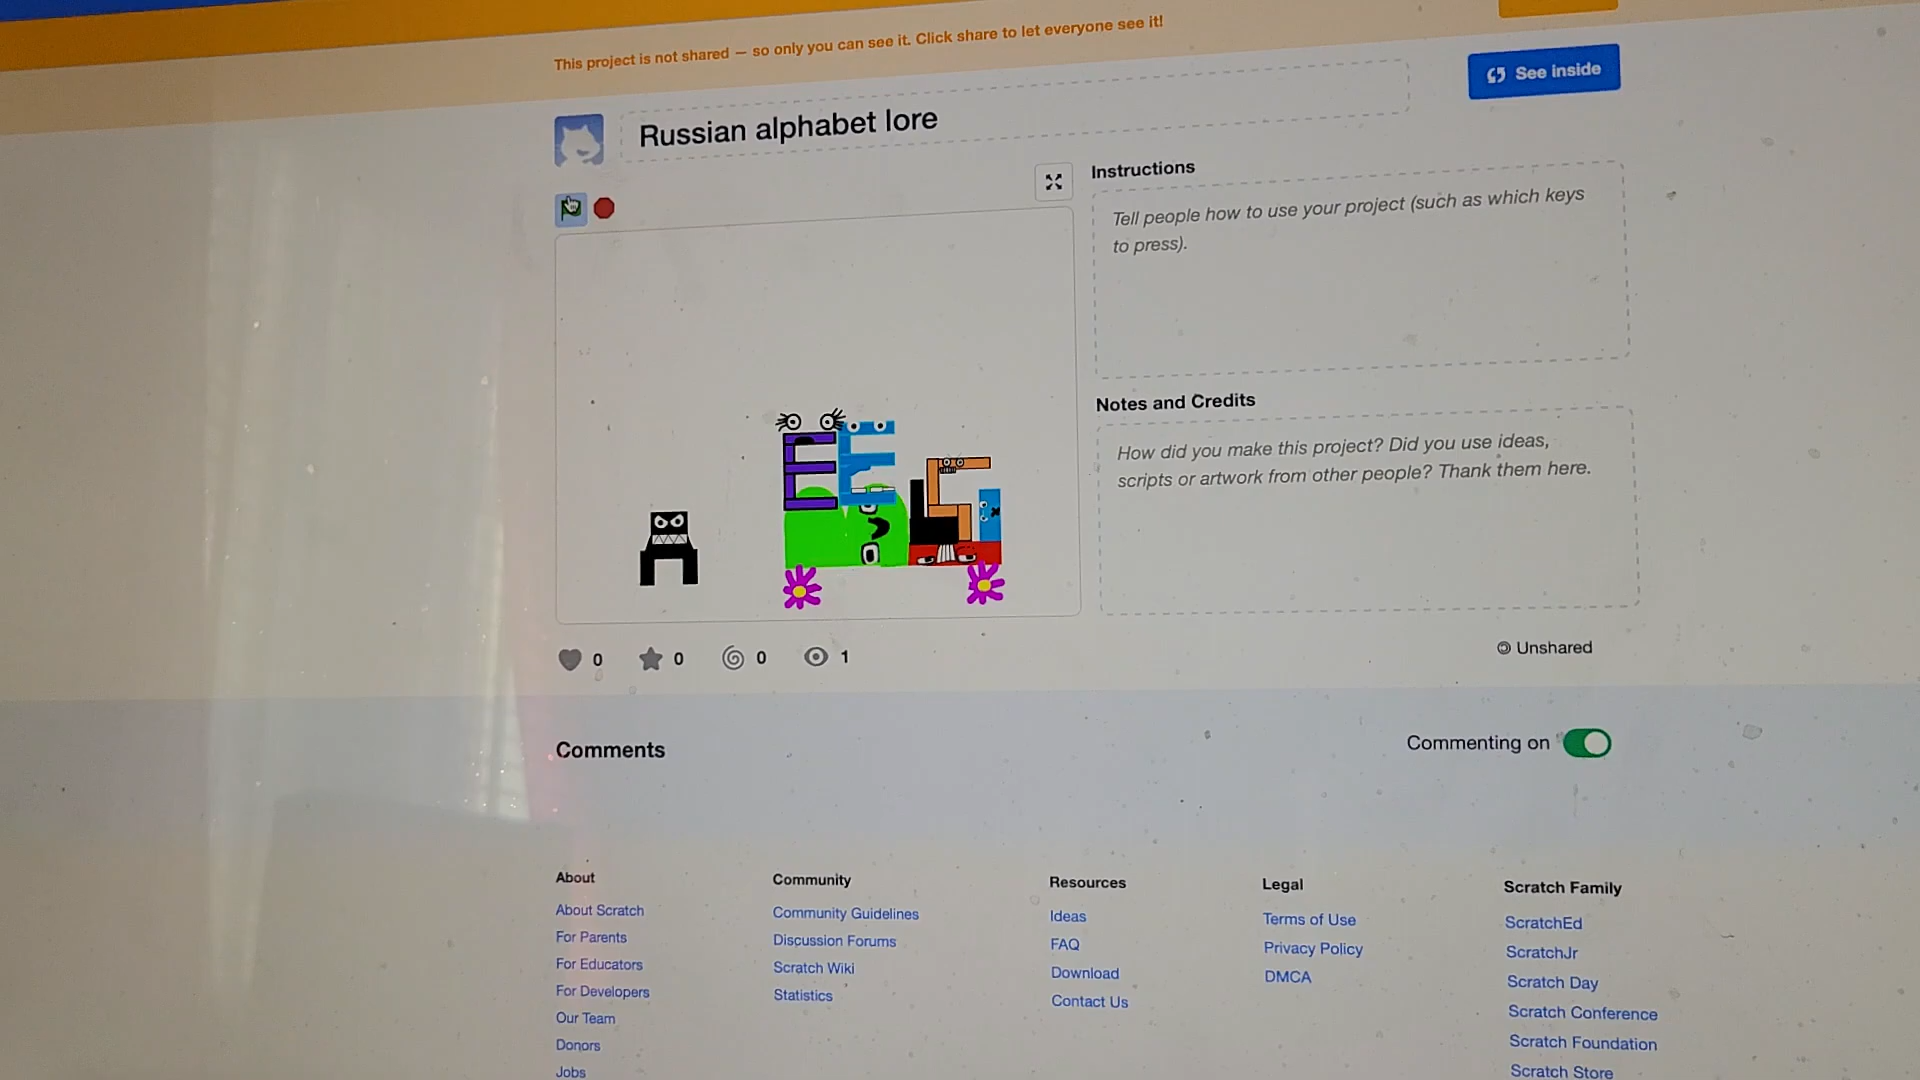 This project is not shared — so only you can see it. Click share to let everyone see it!
See inside
Russian alphabet lore
Instructions
Tell people how to use your project (such as which keys
to press).
Notes and Credits
How did you make this project? Did you use ideas,
scripts or artwork from other people? Thank them here.
0
0
0
1
Unshared
Comments
Commenting on
About
About Scratch
For Parents
For Educators
For Developers
Our Team
Donors
Jobs
Community
Community Guidelines
Discussion Forums
Scratch Wiki
Statistics
Resources
Ideas
FAQ
Download
Contact Us
Legal
Terms of Use
Privacy Policy
DMCA
Scratch Family
ScratchEd
ScratchJr
Scratch Day
Scratch Conference
Scratch Foundation
Scratch Store